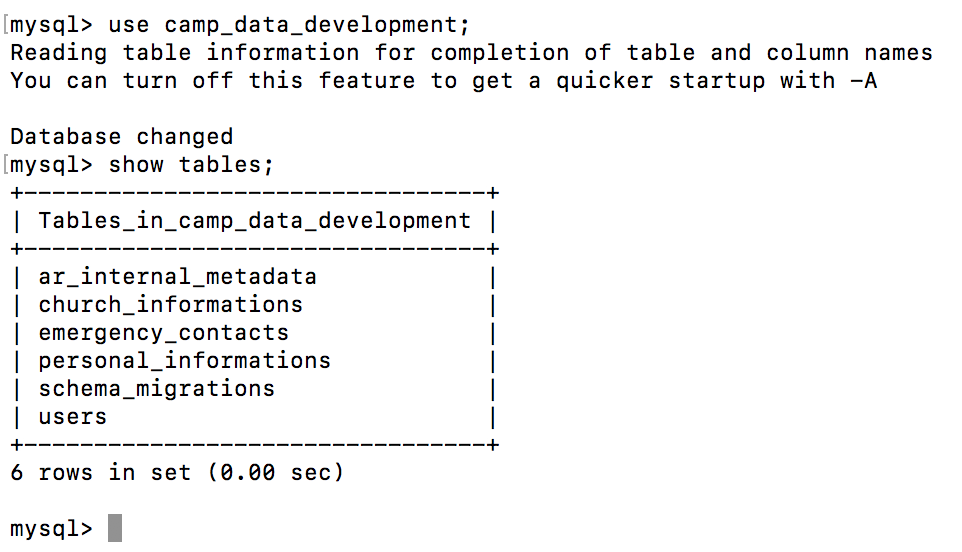 [mysql> use camp_data_development;
Reading table information for completion of table and column names
You can turn off this feature to get a quicker startup with -A
Database changed
[mysql> show tables;
+---------------------------------+
| Tables_in_camp_data_development |
+---------------------------------+
| ar_internal_metadata            |
| church_informations             |
| emergency_contacts              |
| personal_informations           |
| schema_migrations               |
| users                           |
+---------------------------------+
6 rows in set (0.00 sec)
mysql>